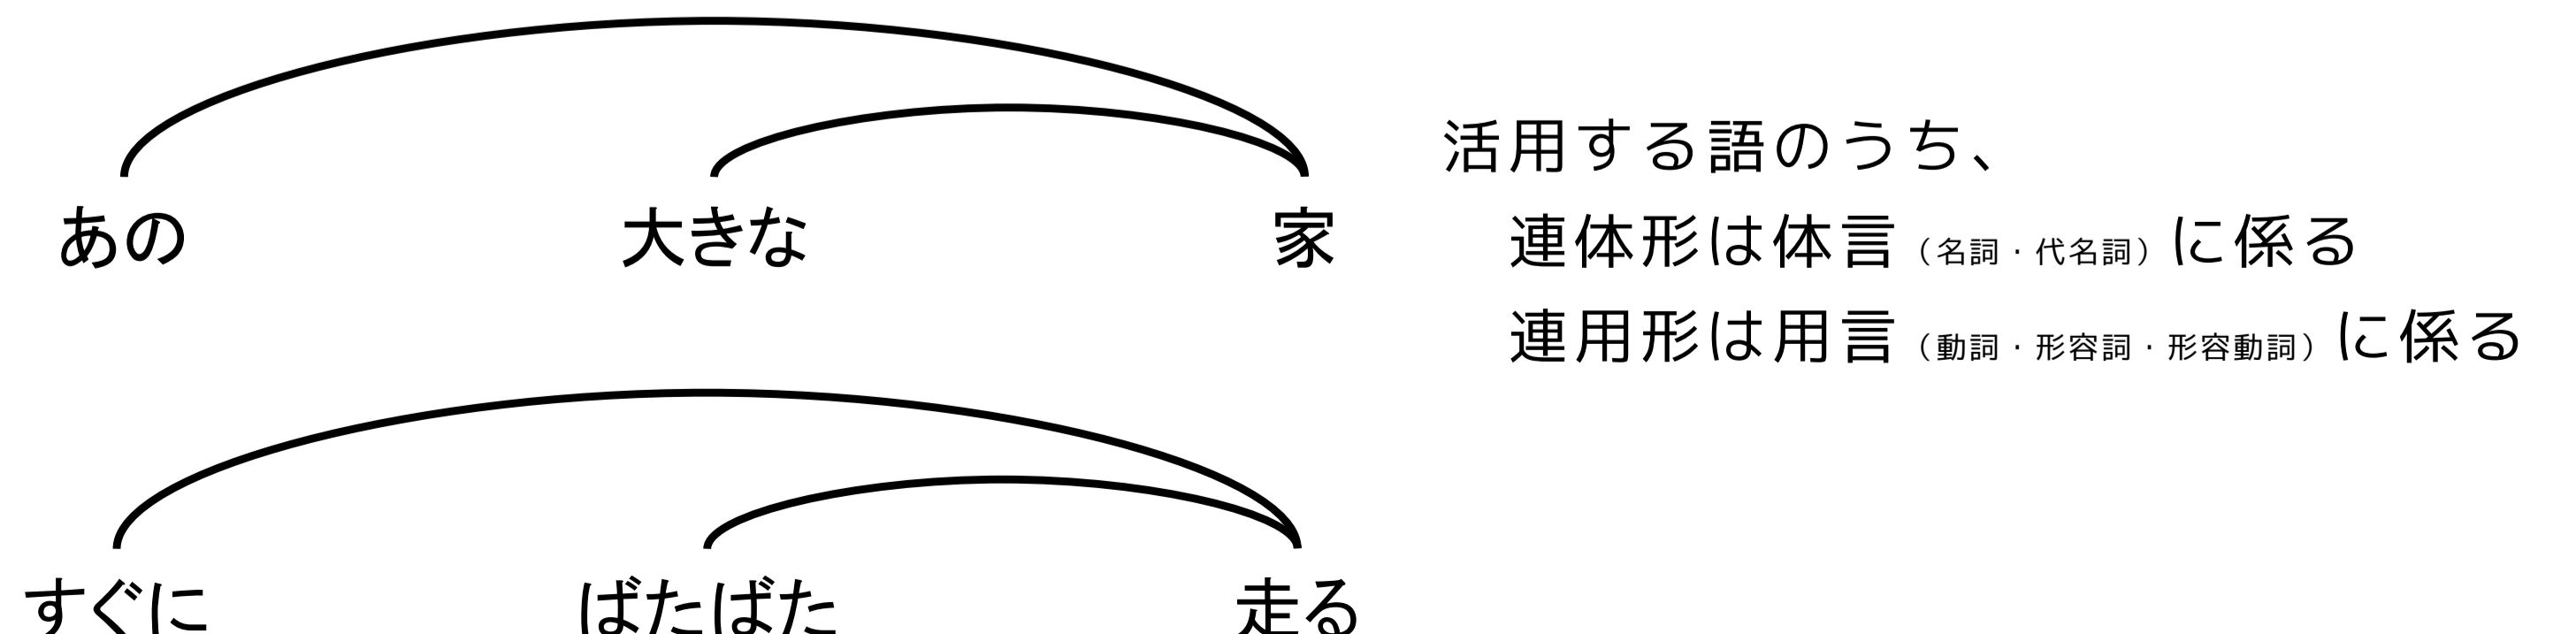 あの 大きな 家
活用する語のうち、
連体形は体言（名詞・代名詞）に係る
連用形は用言（動詞・形容詞・形容動詞）に係る
すぐに ばたばた 走る